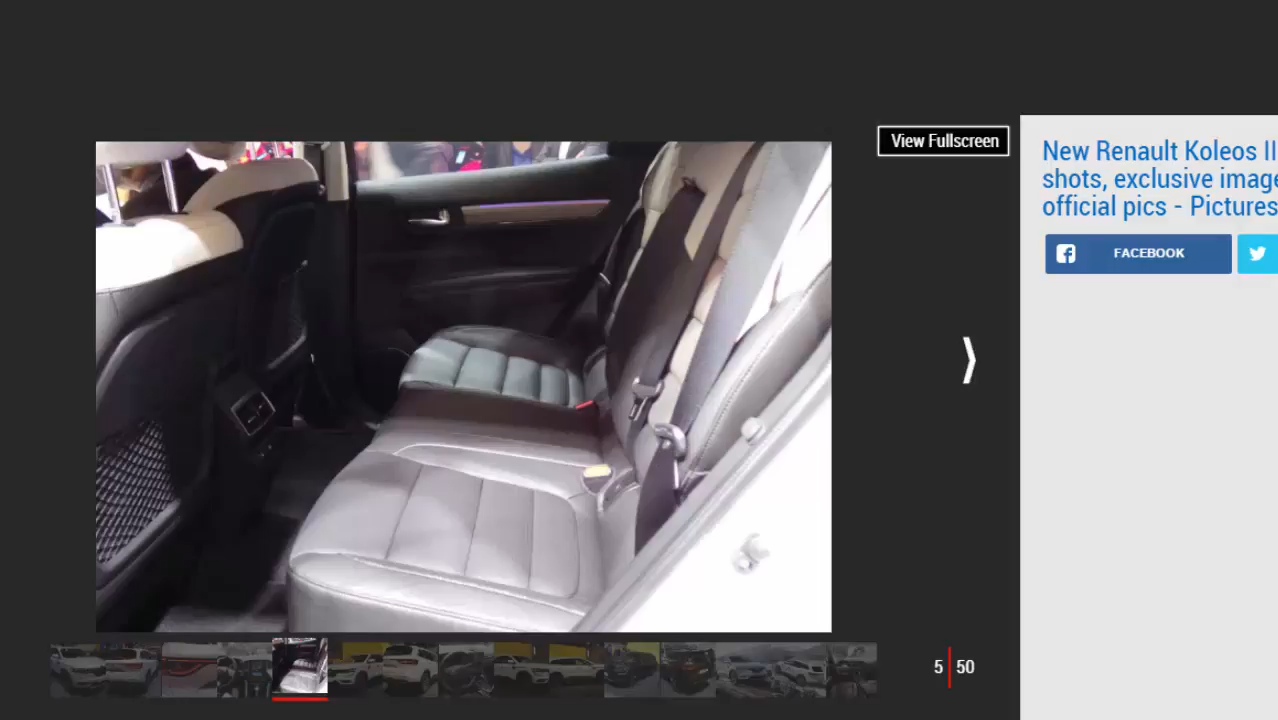 View Fullscreen
New Renault Koleos II
shots, exclusive image
official pics - Pictures
FACEBOOK
5 50